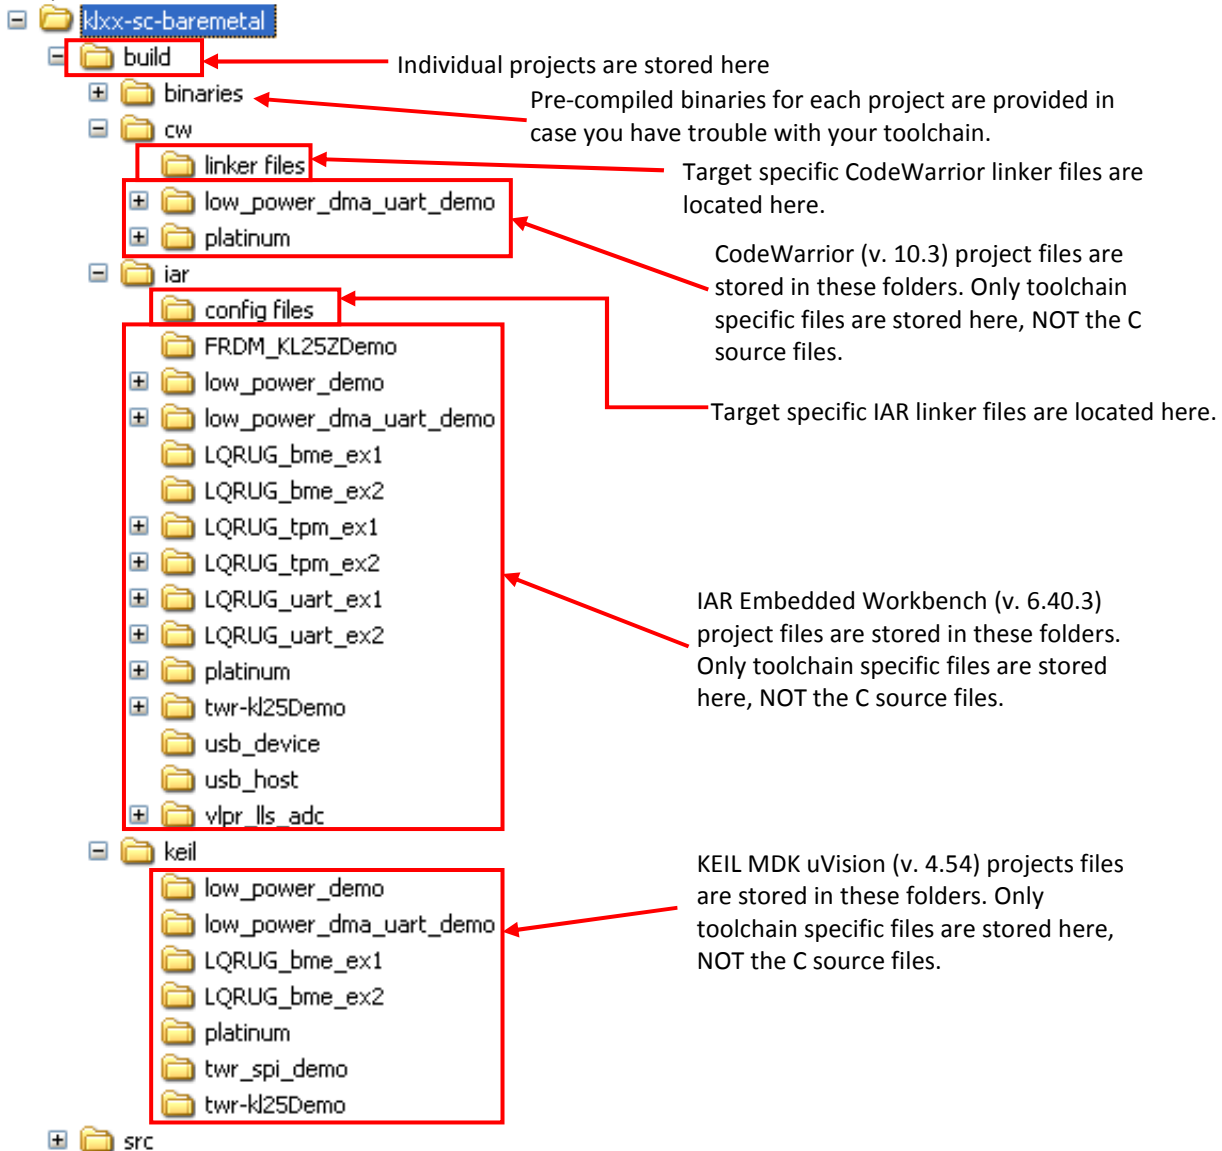 klxx-sc-baremetal
build
Individual projects are stored here
binaries
Pre-compiled binaries for each project are provided in
case you have trouble with your toolchain.
cw
linker files
Target specific CodeWarrior linker files are
located here.
low_power_dma_uart_demo
platinum
CodeWarrior (v. 10.3) project files are
stored in these folders. Only toolchain
specific files are stored here, NOT the C
source files.
iar
config files
Target specific IAR linker files are located here.
FRDM_KL25ZDemo
low_power_demo
low_power_dma_uart_demo
LQRUG_bme_ex1
LQRUG_bme_ex2
LQRUG_tpm_ex1
LQRUG_tpm_ex2
LQRUG_uart_ex1
LQRUG_uart_ex2
platinum
twr-kl25Demo
usb_device
usb_host
vlpr_lls_adc
IAR Embedded Workbench (v. 6.40.3)
project files are stored in these folders.
Only toolchain specific files are stored
here, NOT the C source files.
keil
low_power_demo
low_power_dma_uart_demo
LQRUG_bme_ex1
LQRUG_bme_ex2
platinum
twr_spi_demo
twr-kl25Demo
KEIL MDK uVision (v. 4.54) projects files
are stored in these folders. Only
toolchain specific files are stored here,
NOT the C source files.
src